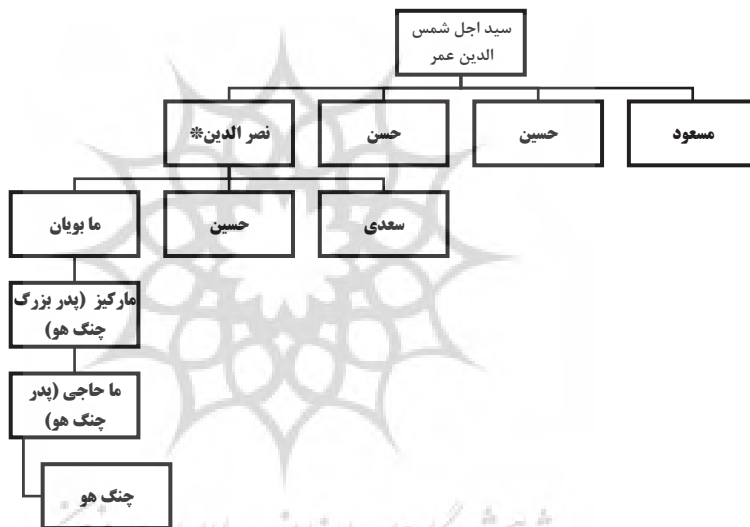 سید اجل شمس
الدین عمر
مسعود
حسین
حسن
نصر الدین*
سعدی
حسین
ما بویان
مارکیز (پدر بزرگ
چنگ هو)
ما حاجی (پدر
چنگ هو)
چنگ هو